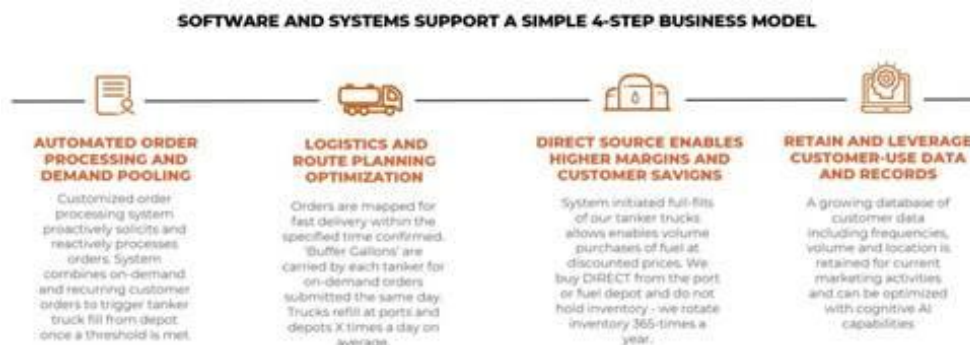 SOFTWARE AND SYSTEMS SUPPORT A SIMPLE 4-STEP BUSINESS MODEL
AUTOMATED ORDER
PROCESSING AND
DEMAND POOLING
Customized order
processing system
proactively solicits and
reactively processes
orders. System
combines on-demand
and recurring customer
orders to trigger tanker
truck fill from depot
once a threshold is met.
LOGISTICS AND
ROUTE PLANNING
OPTIMIZATION
Orders are mapped for
fast delivery within the
specified time confirmed.
'Buffer Gallons' are
carried by each tanker for
on-demand orders
submitted the same day.
Trucks refill at ports and
depots X times a day on
average.
DIRECT SOURCE ENABLES
HIGHER MARGINS AND
CUSTOMER SAVIGNS
System initiated full-fills
of our tanker trucks
allows enables volume
purchases of fuel at
discounted prices. We
buy DIRECT from the port
or fuel depot and do not
hold inventory - we rotate
inventory 365-times a
year.
RETAIN AND LEVERAGE
CUSTOMER-USE DATA
AND RECORDS
A growing database of
customer data
including frequencies,
volume and location is
retained for current
marketing activities
and can be optimized
with cognitive AI
capabilities